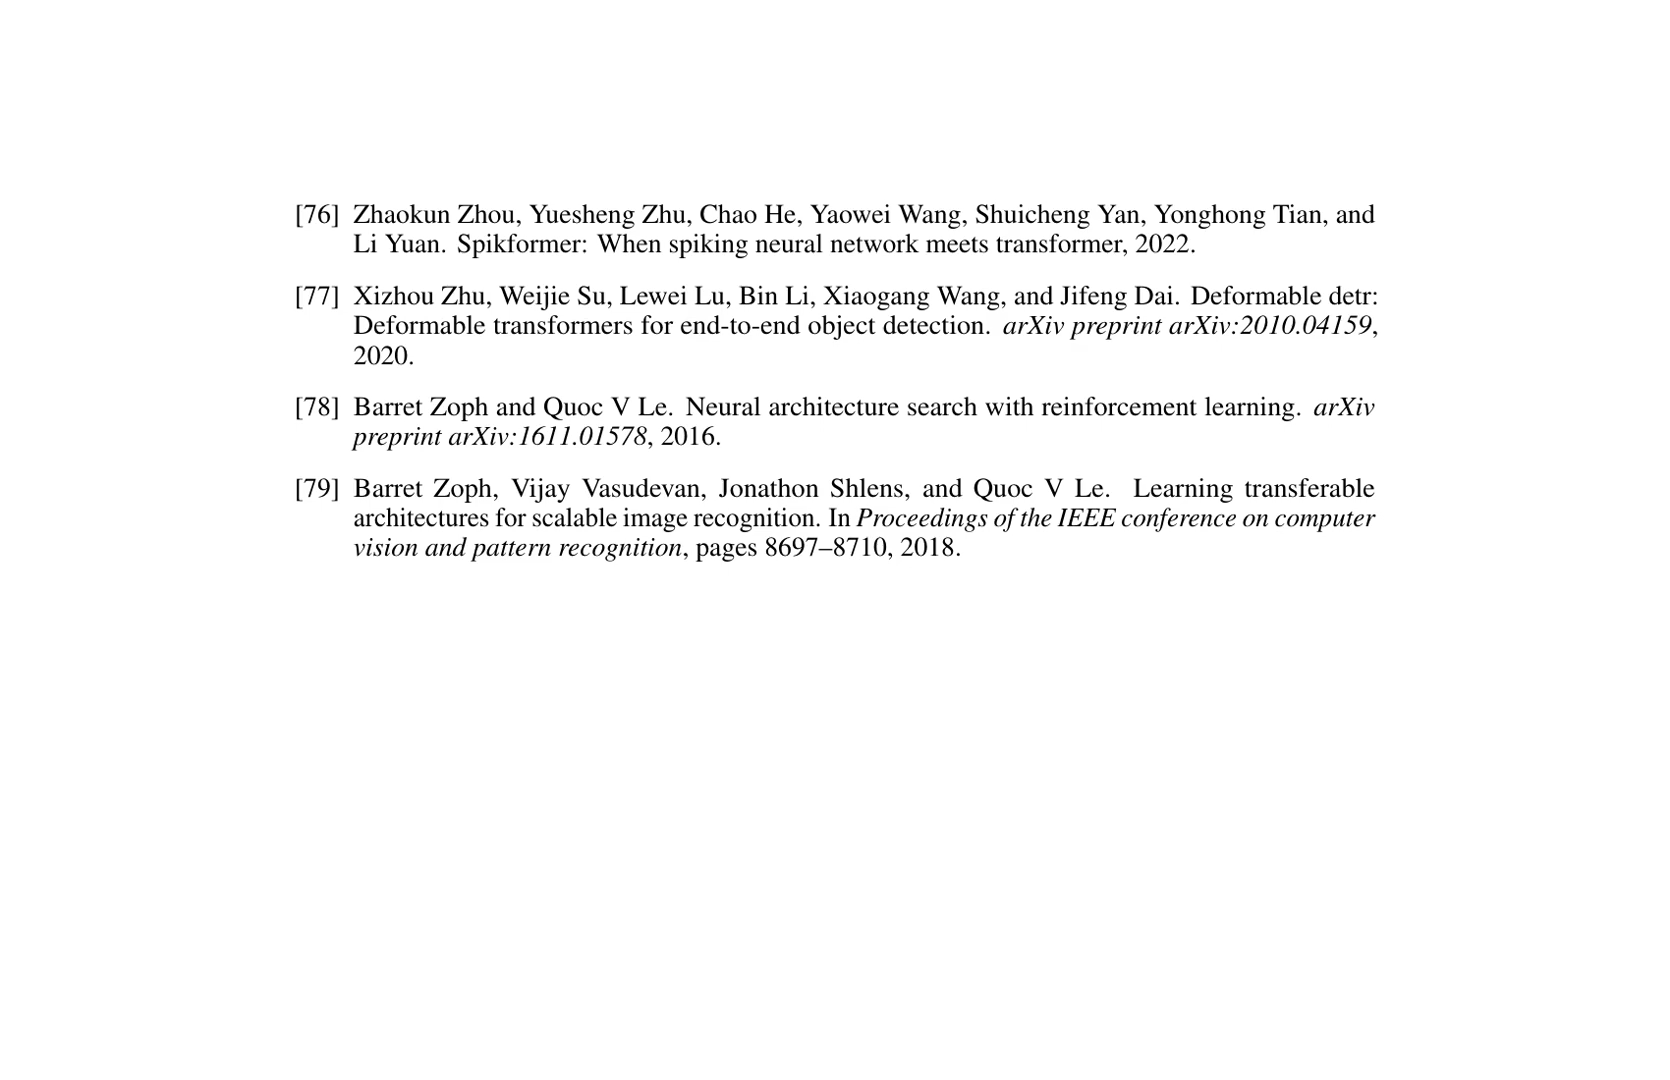 [76] Zhaokun Zhou, Yuesheng Zhu, Chao He, Yaowei Wang, Shuicheng Yan, Yonghong Tian, and
Li Yuan. Spikformer: When spiking neural network meets transformer, 2022.
[77] Xizhou Zhu, Weijie Su, Lewei Lu, Bin Li, Xiaogang Wang, and Jifeng Dai. Deformable detr:
Deformable transformers for end-to-end object detection. arXiv preprint arXiv:2010.04159,
2020.
[78] Barret Zoph and Quoc V Le. Neural architecture search with reinforcement learning. arXiv
preprint arXiv:1611.01578, 2016.
[79] Barret Zoph, Vijay Vasudevan, Jonathon Shlens, and Quoc V Le. Learning transferable
architectures for scalable image recognition. In Proceedings of the IEEE conference on computer
vision and pattern recognition, pages 8697–8710, 2018.